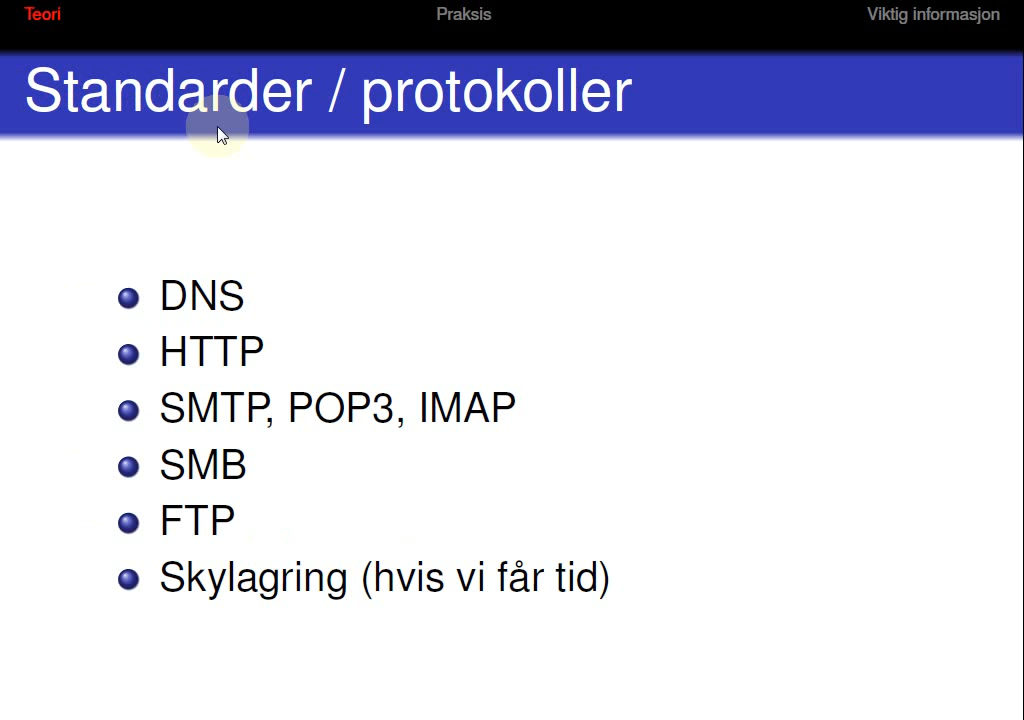 Teori Praksis Viktig informasjon
Standarder / protokoller
DNS
HTTP
SMTP, POP3, IMAP
SMB
FTP
Skylagring (hvis vi får tid)